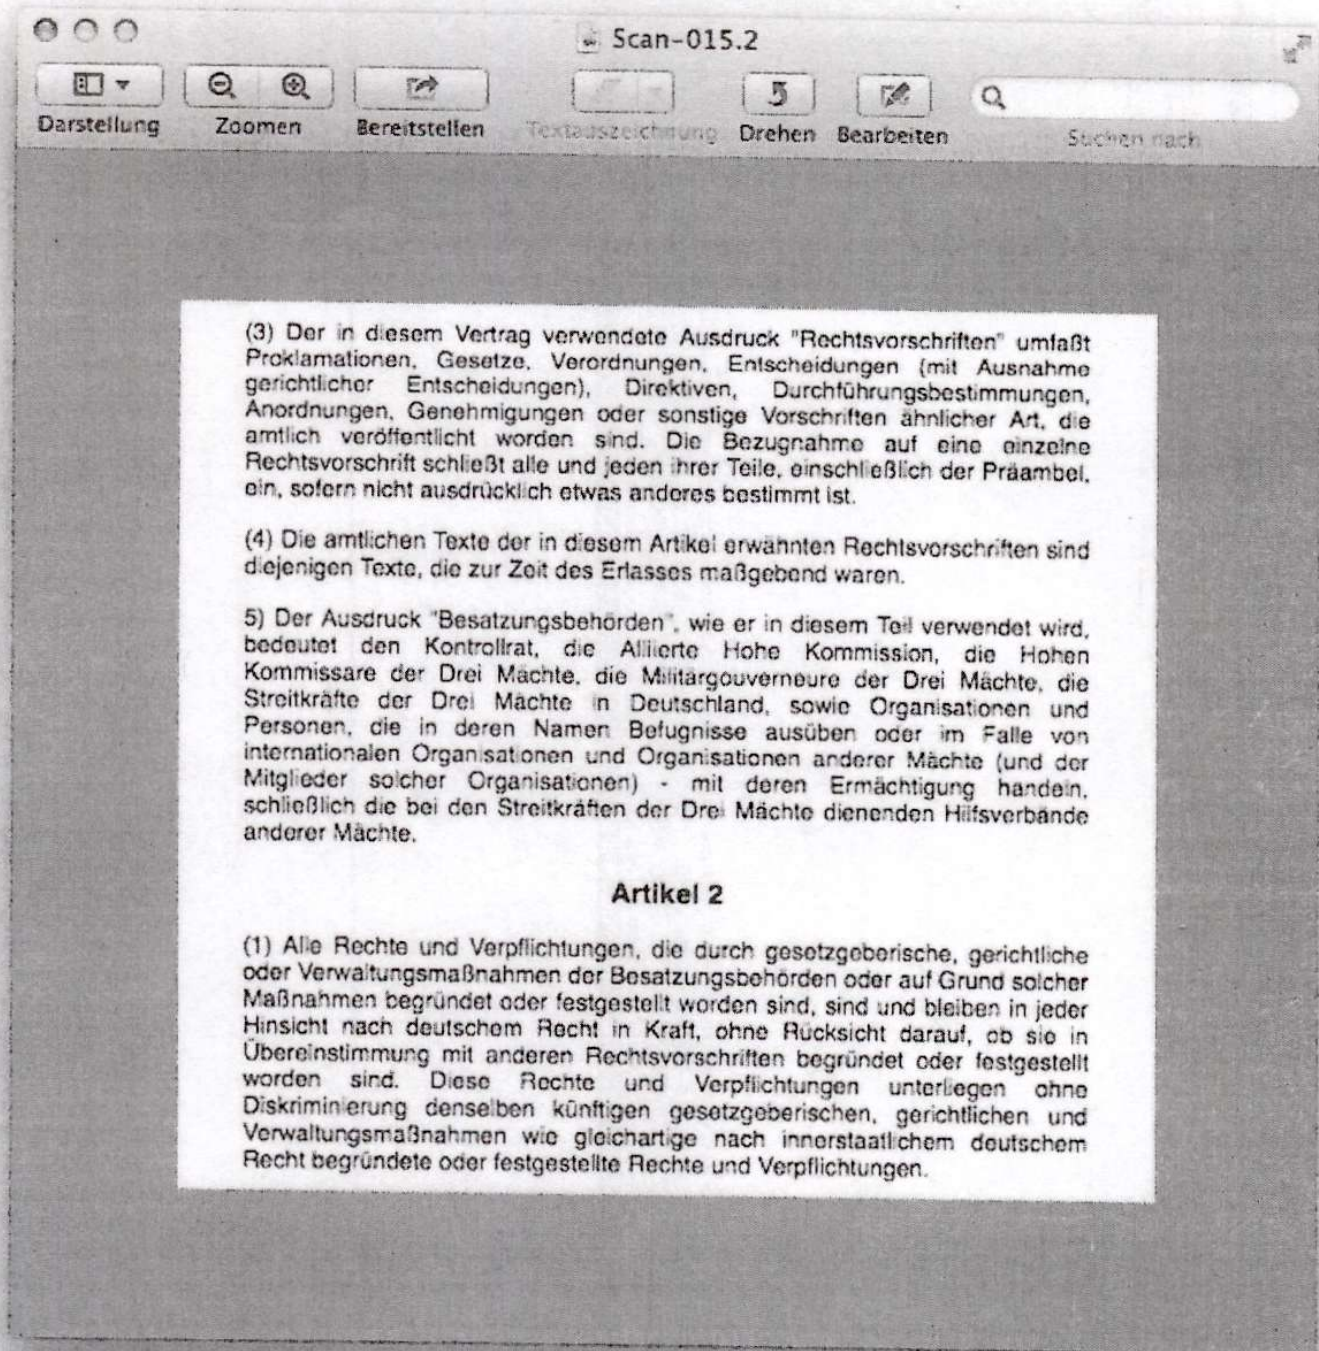 Scan-015.2
Darstellung Zoomen Bereitstellen Textauszeichnung Drehen Bearbeiten Suchen nach
(3) Der in diesem Vertrag verwendete Ausdruck "Rechtsvorschriften" umfaßt
Proklamationen, Gesetze, Verordnungen, Entscheidungen (mit Ausnahme
gerichtlicher Entscheidungen), Direktiven, Durchführungsbestimmungen,
Anordnungen, Genehmigungen oder sonstige Vorschriften ähnlicher Art, die
amtlich veröffentlicht worden sind. Die Bezugnahme auf eine einzelne
Rechtsvorschrift schließt alle und jeden ihrer Teile, einschließlich der Präambel,
ein, sofern nicht ausdrücklich etwas anderes bestimmt ist.
(4) Die amtlichen Texte der in diesem Artikel erwähnten Rechtsvorschriften sind
diejenigen Texte, die zur Zeit des Erlasses maßgebend waren.
5) Der Ausdruck "Besatzungsbehörden", wie er in diesem Teil verwendet wird,
bedeutet den Kontrollrat, die Alliierte Hohe Kommission, die Hohen
Kommissare der Drei Mächte, die Militärgouverneure der Drei Mächte, die
Streitkräfte der Drei Mächte in Deutschland, sowie Organisationen und
Personen, die in deren Namen Befugnisse ausüben oder im Falle von
internationalen Organisationen und Organisationen anderer Mächte (und der
Mitglieder solcher Organisationen) - mit deren Ermächtigung handeln,
schließlich die bei den Streitkräften der Drei Mächte dienenden Hilfsverbände
anderer Mächte.
Artikel 2
(1) Alle Rechte und Verpflichtungen, die durch gesetzgeberische, gerichtliche
oder Verwaltungsmaßnahmen der Besatzungsbehörden oder auf Grund solcher
Maßnahmen begründet oder festgestellt worden sind, sind und bleiben in jeder
Hinsicht nach deutschem Recht in Kraft, ohne Rücksicht darauf, ob sie in
Übereinstimmung mit anderen Rechtsvorschriften begründet oder festgestellt
worden sind. Diese Rechte und Verpflichtungen unterliegen ohne
Diskriminierung denselben künftigen gesetzgeberischen, gerichtlichen und
Verwaltungsmaßnahmen wie gleichartige nach innerstaatlichem deutschem
Recht begründete oder festgestellte Rechte und Verpflichtungen.